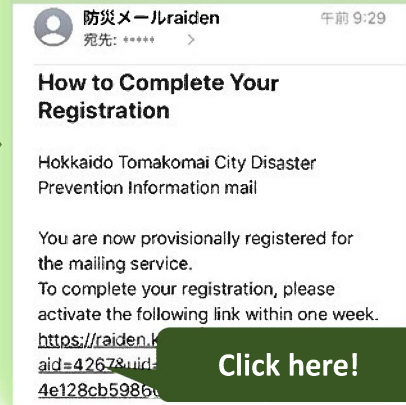 防災メールraiden
午前 9:29
宛先: *****
How to Complete Your
Registration
Hokkaido Tomakomai City Disaster
Prevention Information mail
You are now provisionally registered for
the mailing service.
To complete your registration, please
activate the following link within one week.
https://raiden.k
aid=4267&uid=
4e128cb5986
Click here!